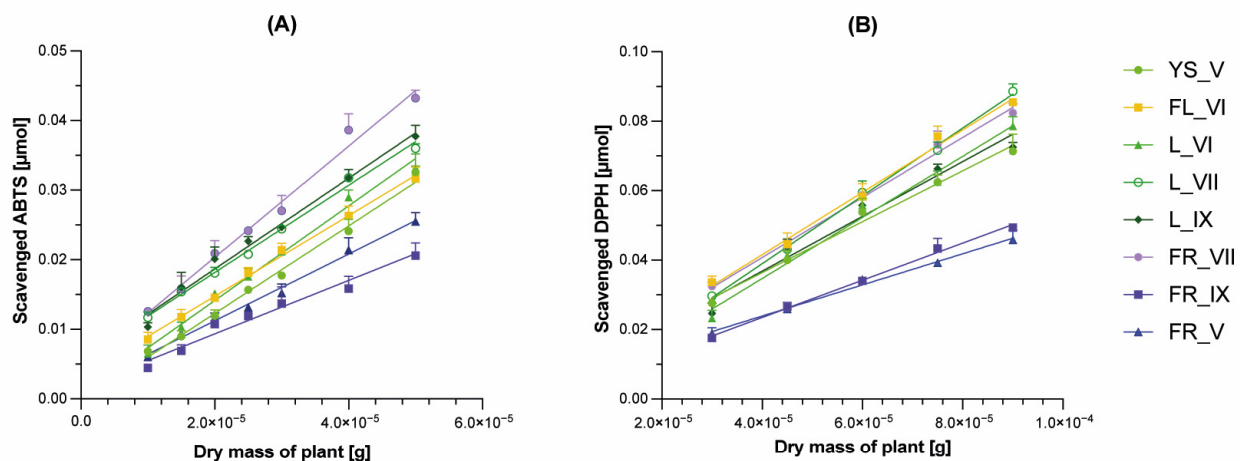 (A)
Scavenged ABTS [µmol]
0.05
0.04
0.03
0.02
0.01
0.00
0.0
2.0×10⁻⁵
4.0×10⁻⁵
6.0×10⁻⁵
Dry mass of plant [g]
(B)
Scavenged DPPH [µmol]
0.10
0.08
0.06
0.04
0.02
0.00
2.0×10⁻⁵
4.0×10⁻⁵
6.0×10⁻⁵
8.0×10⁻⁵
1.0×10⁻⁴
Dry mass of plant [g]
YS_V
FL_VI
L_VI
L_VII
L_IX
FR_VII
FR_IX
FR_V